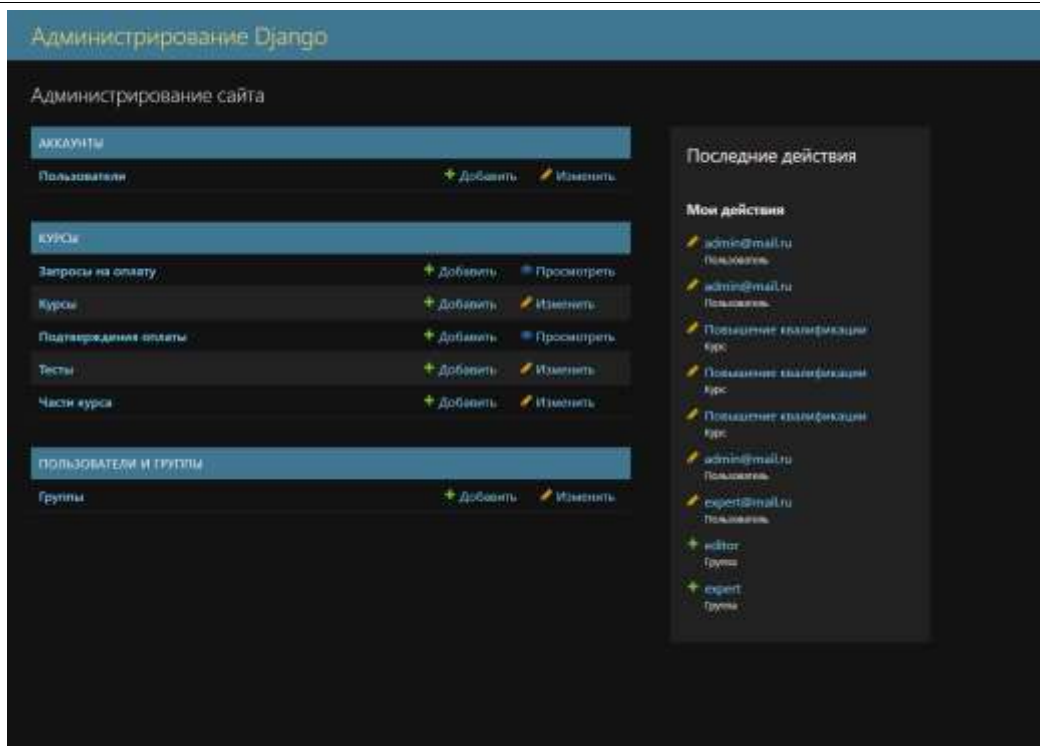 Администрирование Django
Администрирование сайта
АККАУНТЫ
Пользователи Добавить Изменить
КУРСЫ
Запросы на оплату Добавить Просмотреть
Курсы Добавить Изменить
Подтверждения оплаты Добавить Просмотреть
Тесты Добавить Изменить
Части курса Добавить Изменить
ПОЛЬЗОВАТЕЛИ И ГРУППЫ
Группы Добавить Изменить
Последние действия
Мои действия
admin@mail.ru
Пользователь
admin@mail.ru
Пользователь
Повышение квалификации
Курс
Повышение квалификации
Курс
Повышение квалификации
Курс
admin@mail.ru
Пользователь
expert@mail.ru
Пользователь
editor
Группа
expert
Группа